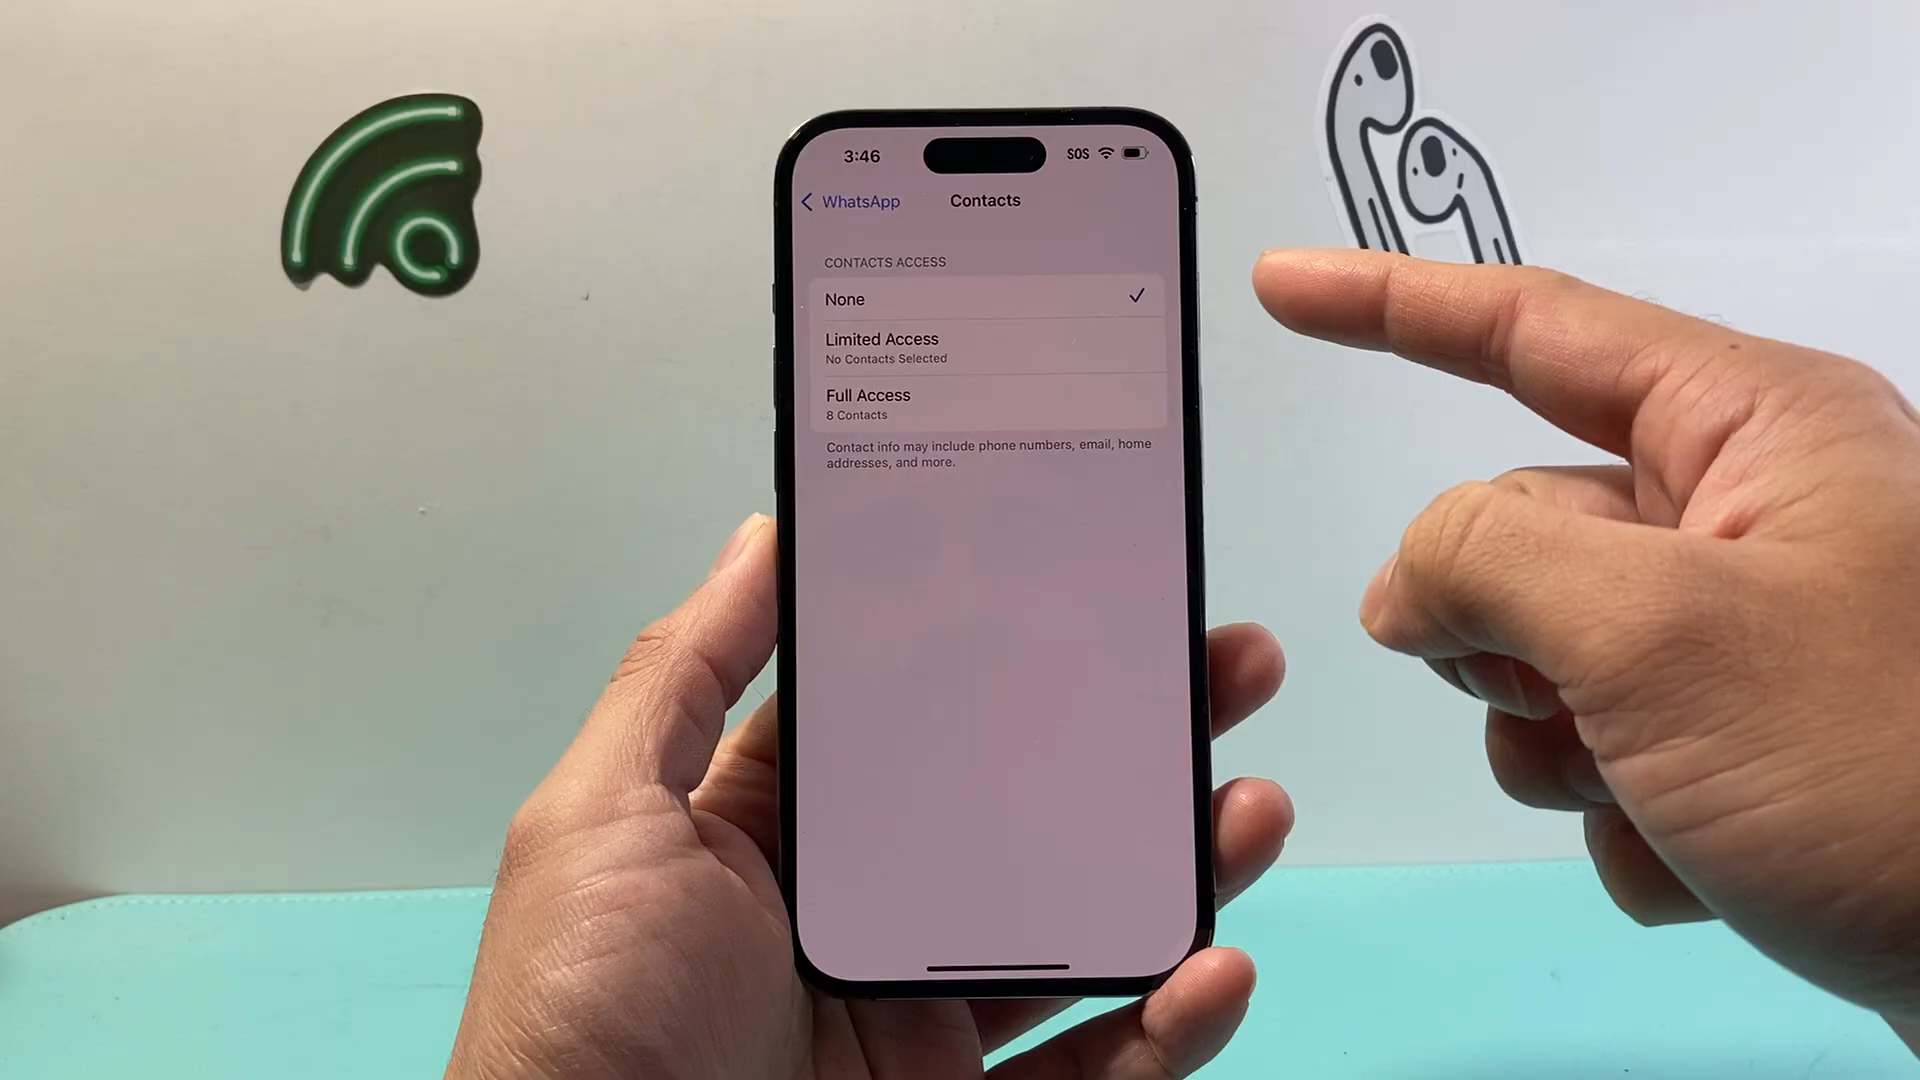 3:46
SOS
WhatsApp
Contacts
CONTACTS ACCESS
None
Limited Access
No Contacts Selected
Full Access
8 Contacts
Contact info may include phone numbers, email, home
addresses, and more.